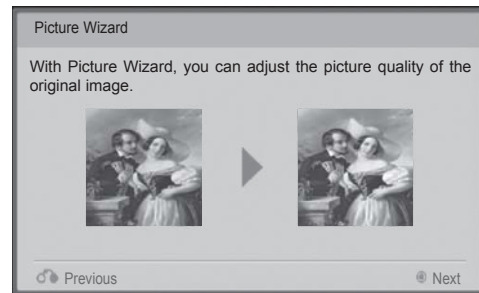 Picture Wizard
With Picture Wizard, you can adjust the picture quality of the
original image.
Previous
Next